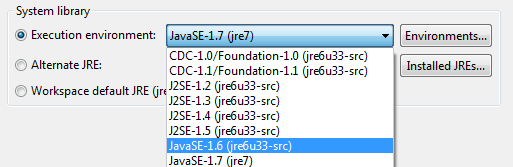 System library
Execution environment: JavaSE-1.7 (jre7) Environments...
CDC-1.0/Foundation-1.0 (jre6u33-src)
Alternate JRE: CDC-1.1/Foundation-1.1 (jre6u33-src) Installed JREs...
J2SE-1.2 (jre6u33-src)
Workspace default JRE (jre J2SE-1.3 (jre6u33-src)
J2SE-1.4 (jre6u33-src)
J2SE-1.5 (jre6u33-src)
JavaSE-1.6 (jre6u33-src)
JavaSE-1.7 (jre7)